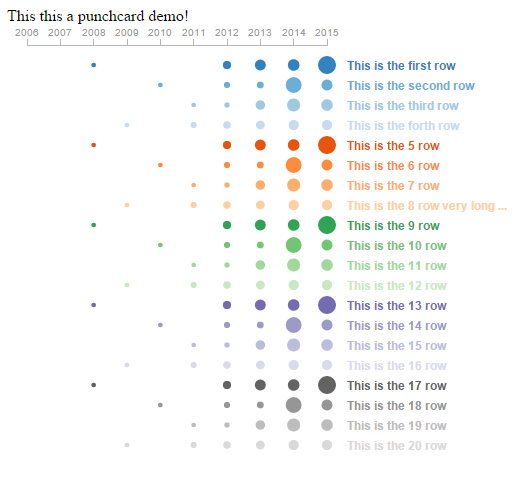 This this a punchcard demo!
2006 2007 2008 2009 2010 2011 2012 2013 2014 2015
This is the first row
This is the second row
This is the third row
This is the forth row
This is the 5 row
This is the 6 row
This is the 7 row
This is the 8 row very long ...
This is the 9 row
This is the 10 row
This is the 11 row
This is the 12 row
This is the 13 row
This is the 14 row
This is the 15 row
This is the 16 row
This is the 17 row
This is the 18 row
This is the 19 row
This is the 20 row